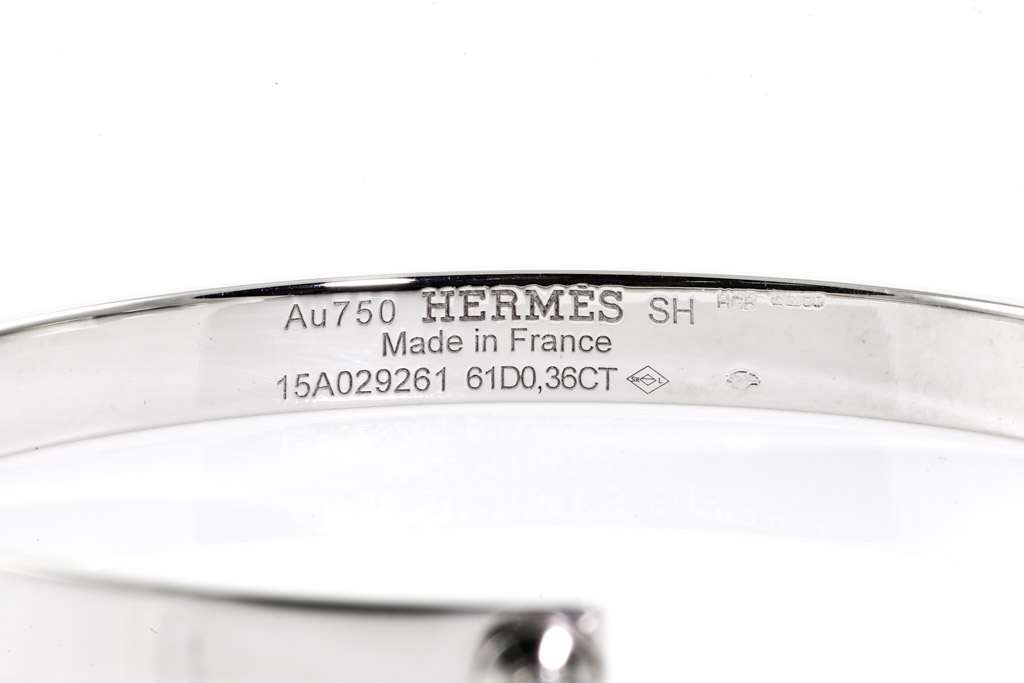 Au750 HERMÈS SH
Made in France
15A029261 61D0,36CT